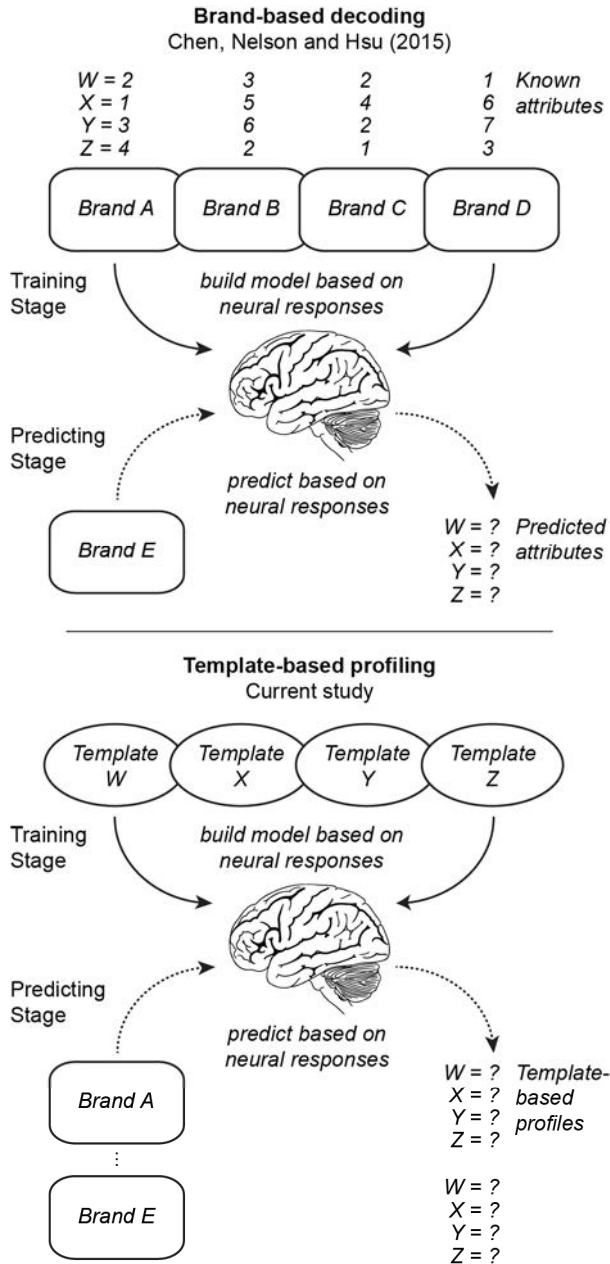 Brand-based decoding
Chen, Nelson and Hsu (2015)
W = 2 3 2 1 Known
X = 1 5 4 6 attributes
Y = 3 6 2 7
Z = 4 2 1 3
Brand A Brand B Brand C Brand D
Training
Stage
build model based on
neural responses
Predicting
Stage
predict based on
neural responses
Brand E
W = ? Predicted
X = ? attributes
Y = ?
Z = ?
Template-based profiling
Current study
Template Template Template Template
W X Y Z
Training
Stage
build model based on
neural responses
Predicting
Stage
predict based on
neural responses
Brand A
W = ? Template-
X = ? based
Y = ? profiles
Z = ?
...
Brand E
W = ?
X = ?
Y = ?
Z = ?